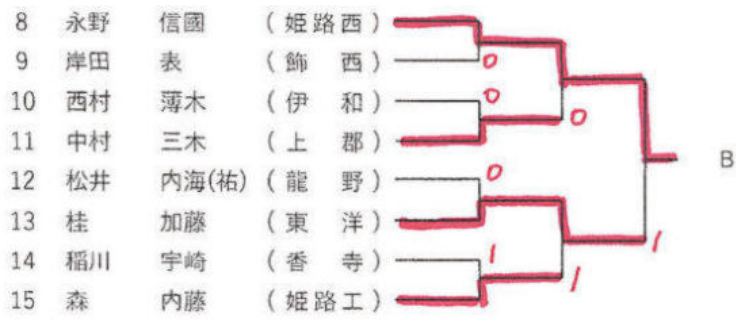 8 永野 信國 (姫路西)
9 岸田 表 (飾 西) 0
10 西村 薄木 (伊 和) 0
11 中村 三木 (上 郡) 0
12 松井 内海(祐) (龍 野) 0
13 桂 加藤 (東 洋) 1
14 稲川 宇崎 (香 寺) 1
15 森 内藤 (姫路工) 1
B